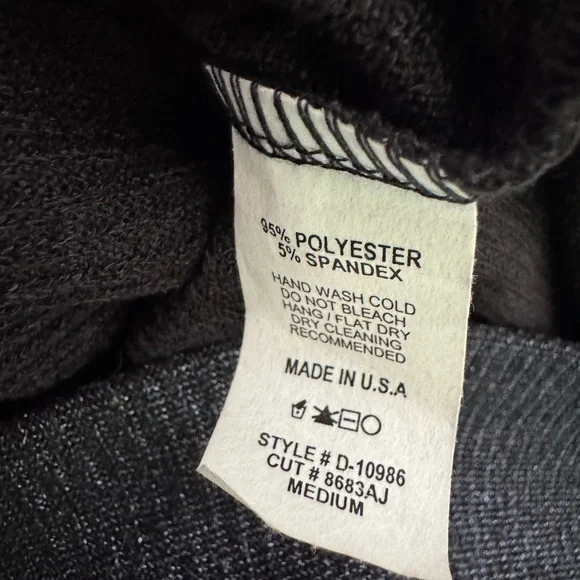 95% POLYESTER
5% SPANDEX
HAND WASH COLD
DO NOT BLEACH
HANG / FLAT DRY
DRY CLEANING
RECOMMENDED
MADE IN U.S.A
STYLE # D-10986
CUT # 8683AJ
MEDIUM